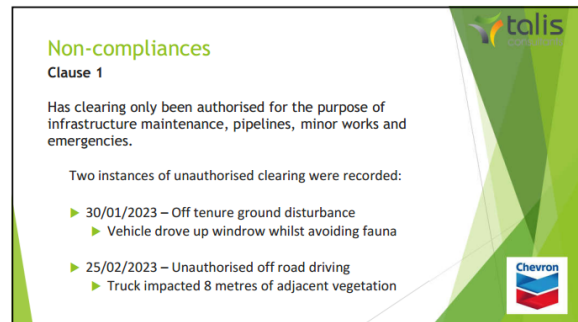 talis
consultants
Non-compliances
Clause 1
Has clearing only been authorised for the purpose of
infrastructure maintenance, pipelines, minor works and
emergencies.
Two instances of unauthorised clearing were recorded:
30/01/2023 – Off tenure ground disturbance
Vehicle drove up windrow whilst avoiding fauna
25/02/2023 – Unauthorised off road driving
Truck impacted 8 metres of adjacent vegetation
Chevron